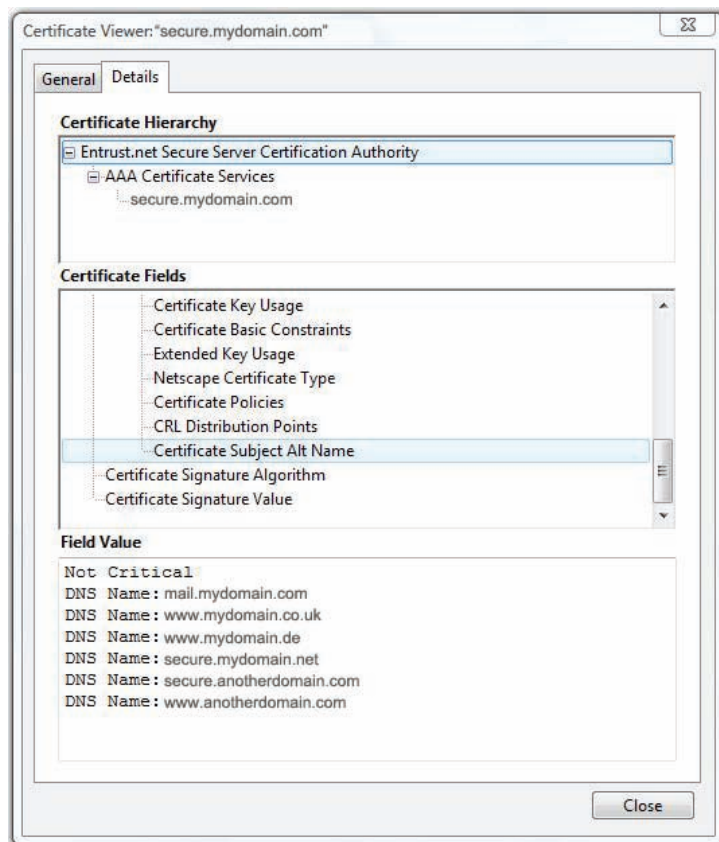 Certificate Viewer:"secure.mydomain.com"
General
Details
Certificate Hierarchy
Entrust.net Secure Server Certification Authority
AAA Certificate Services
secure.mydomain.com
Certificate Fields
Certificate Key Usage
Certificate Basic Constraints
Extended Key Usage
Netscape Certificate Type
Certificate Policies
CRL Distribution Points
Certificate Subject Alt Name
Certificate Signature Algorithm
Certificate Signature Value
Field Value
Not Critical
DNS Name: mail.mydomain.com
DNS Name: www.mydomain.co.uk
DNS Name: www.mydomain.de
DNS Name: secure.mydomain.net
DNS Name: secure.anotherdomain.com
DNS Name: www.anotherdomain.com
Close